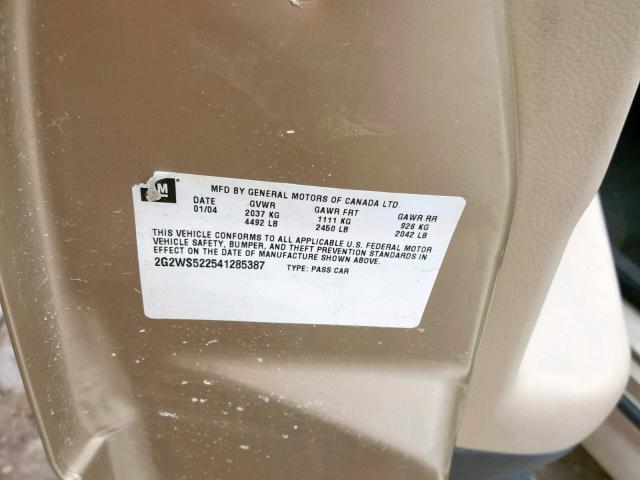 GM
MFD BY GENERAL MOTORS OF CANADA LTD.
DATE GVWR GAWR FRT GAWR RR
01/04 2037 KG 1111 KG 926 KG
4492 LB 2450 LB 2042 LB
THIS VEHICLE CONFORMS TO ALL APPLICABLE U.S. FEDERAL MOTOR
VEHICLE SAFETY, BUMPER, AND THEFT PREVENTION STANDARDS IN
EFFECT ON THE DATE OF MANUFACTURE SHOWN ABOVE.
2G2WS522541285387 TYPE: PASS CAR